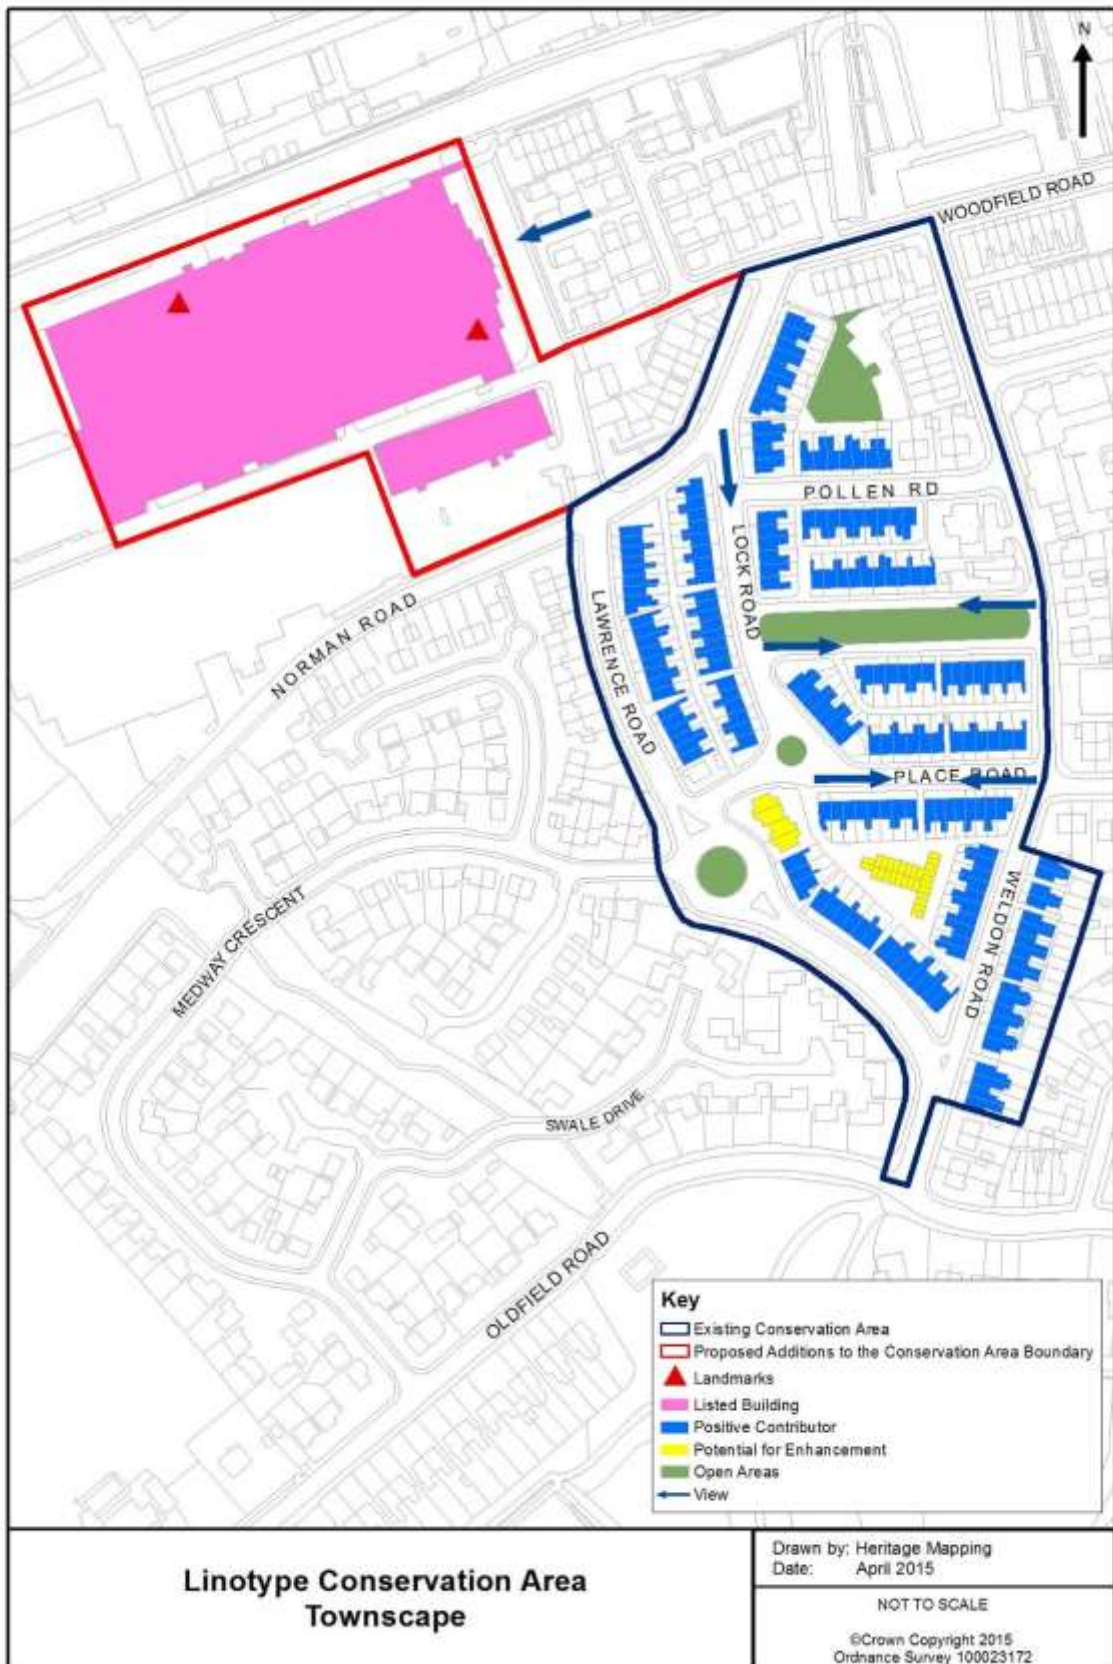 N
WOODFIELD ROAD
POLLEN RD
LOCK ROAD
LAWRENCE ROAD
NORMAN ROAD
PLACE ROAD
WELDON ROAD
MEDWAY CRESCENT
SWALE DRIVE
OLDFIELD ROAD
Key
Existing Conservation Area
Proposed Additions to the Conservation Area Boundary
Landmarks
Listed Building
Positive Contributor
Potential for Enhancement
Open Areas
View
Linotype Conservation Area
Townscape
Drawn by: Heritage Mapping
Date: April 2015
NOT TO SCALE
©Crown Copyright 2015
Ordnance Survey 100023172